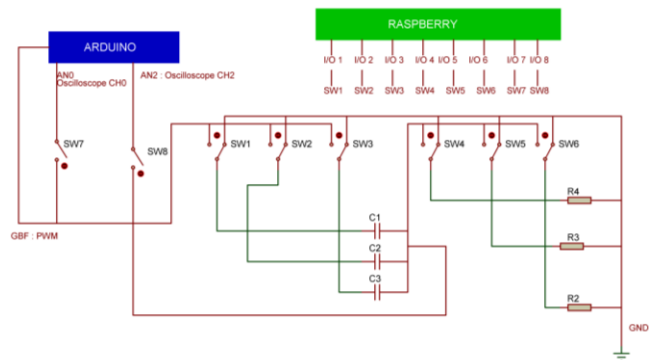 RASPBERRY
ARDUINO
I/O 1 I/O 2 I/O 3 I/O 4 I/O 5 I/O 6 I/O 7 I/O 8
AN0
Oscilloscope CH0
AN2 : Oscilloscope CH2
SW1 SW2 SW3 SW4 SW5 SW6 SW7 SW8
SW7
SW8
SW1
SW2
SW3
SW4
SW5
SW6
R4
C1
GBF : PWM
R3
C2
C3
R2
GND